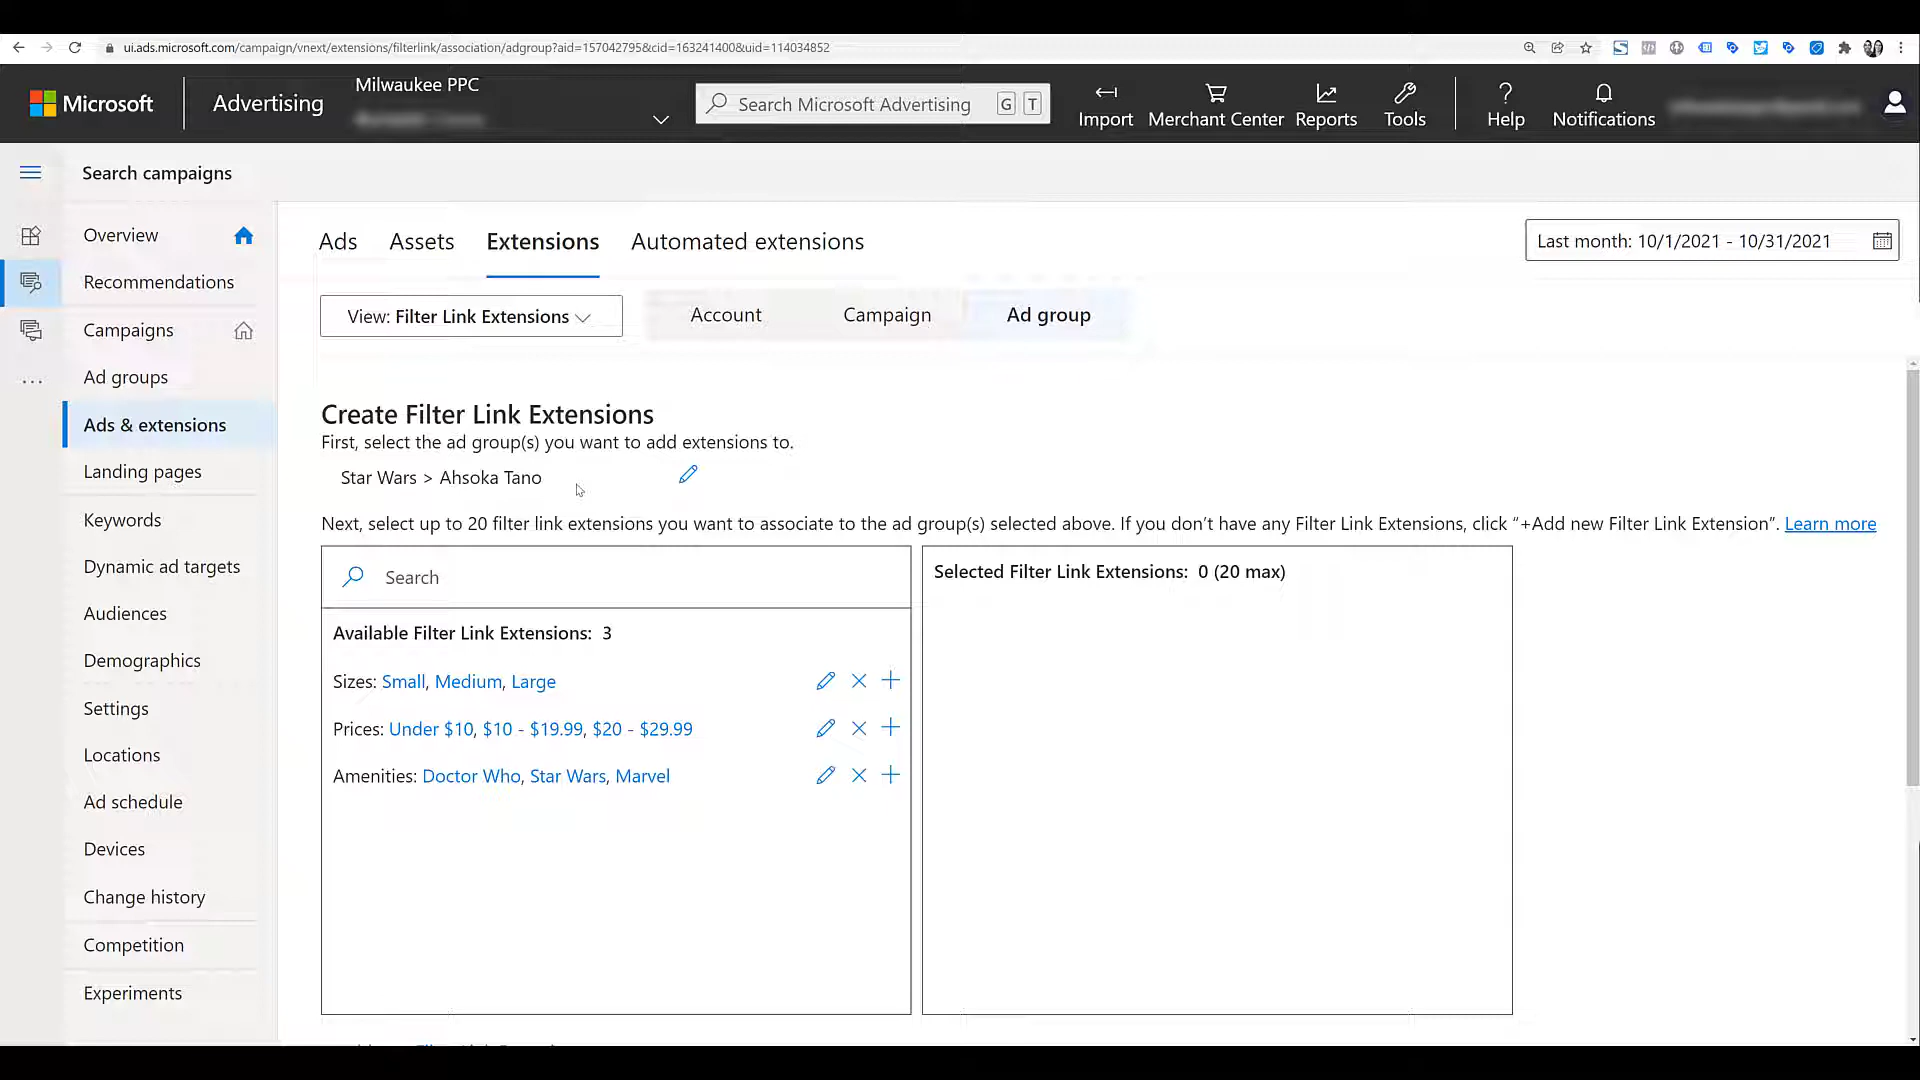 ui.ads.microsoft.com/campaign/vnext/extensions/filterlink/association/adgroup?aid=157042795&cid=163241400&uid=114034852
Microsoft
Advertising
Milwaukee PPC
Search Microsoft Advertising
G T
Import
Merchant Center
Reports
Tools
Help
Notifications
Search campaigns
Overview
Recommendations
Campaigns
Ad groups
Ads & extensions
Landing pages
Keywords
Dynamic ad targets
Audiences
Demographics
Settings
Locations
Ad schedule
Devices
Change history
Competition
Experiments
Ads Assets Extensions Automated extensions
Last month: 10/1/2021 - 10/31/2021
View: Filter Link Extensions
Account Campaign Ad group
Create Filter Link Extensions
First, select the ad group(s) you want to add extensions to.
Star Wars > Ahsoka Tano
Next, select up to 20 filter link extensions you want to associate to the ad group(s) selected above. If you don’t have any Filter Link Extensions, click “+Add new Filter Link Extension”. Learn more
Search
Available Filter Link Extensions: 3
Sizes: Small, Medium, Large
Prices: Under $10, $10 - $19.99, $20 - $29.99
Amenities: Doctor Who, Star Wars, Marvel
Selected Filter Link Extensions: 0 (20 max)